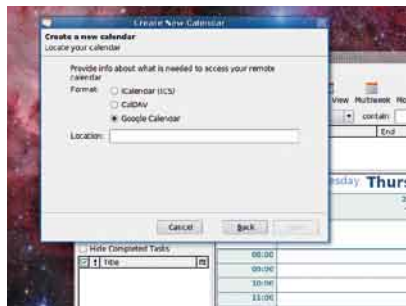 Create New Calendar
Create a new calendar
Locate your calendar
Provide info about what is needed to access your remote
calendar
Format:
iCalendar (ICS)
CalDAV
Google Calendar
Location:
Cancel
Back
View Multiweek
contain
End
Thurs
Hide Completed Tasks
! Title
00:00
09:00
10:00
11:00